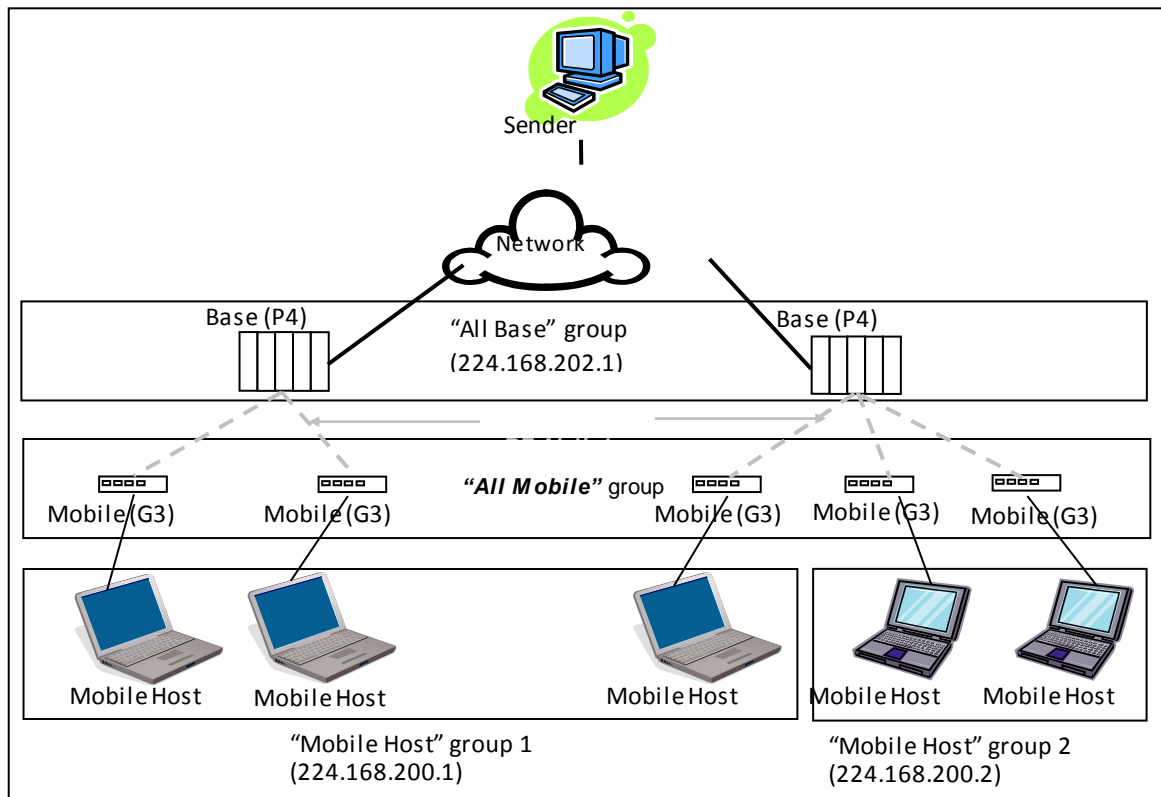 Sender
Network
Base (P4)
“All Base” group
(224.168.202.1)
Base (P4)
“All Mobile” group
Mobile (G3)
Mobile (G3)
Mobile (G3)
Mobile (G3)
Mobile (G3)
Mobile Host
Mobile Host
Mobile Host
Mobile Host
Mobile Host
“Mobile Host” group 1
(224.168.200.1)
“Mobile Host” group 2
(224.168.200.2)